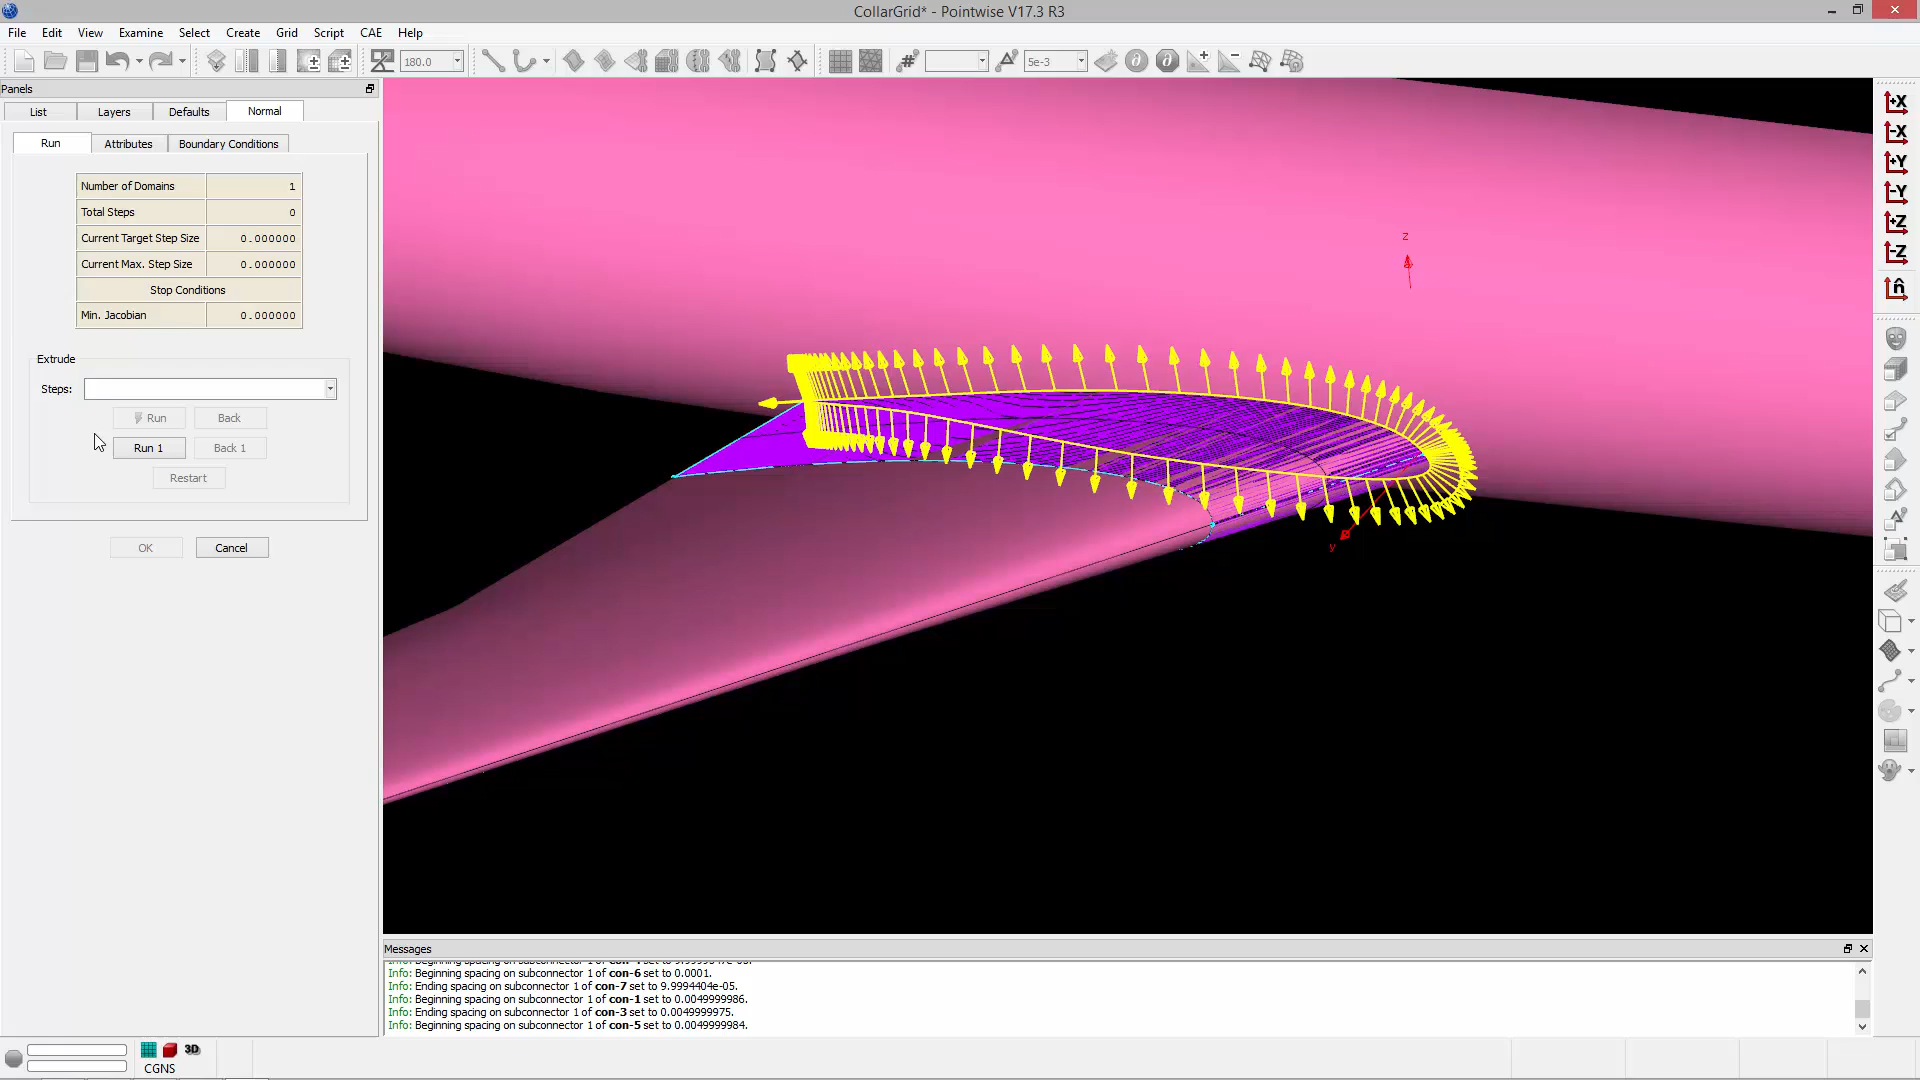 CollarGrid* - Pointwise V17.3 R3
File Edit View Examine Select Create Grid Script CAE Help
180.0
5e-3
Panels
List Layers Defaults Normal
Run Attributes Boundary Conditions
Number of Domains 1
Total Steps 0
Current Target Step Size 0.000000
Current Max. Step Size 0.000000
Stop Conditions
Min. Jacobian 0.000000
Extrude
Steps:
Run Back
Run 1 Back 1
Restart
OK Cancel
z
y
+X
-X
+Y
-Y
+Z
-Z
n̂
Messages
Info: Beginning spacing on subconnector 1 of con-6 set to 0.0001.
Info: Ending spacing on subconnector 1 of con-7 set to 9.9994404e-05.
Info: Beginning spacing on subconnector 1 of con-1 set to 0.0049999986.
Info: Ending spacing on subconnector 1 of con-3 set to 0.0049999975.
Info: Beginning spacing on subconnector 1 of con-5 set to 0.0049999984.
3D
CGNS